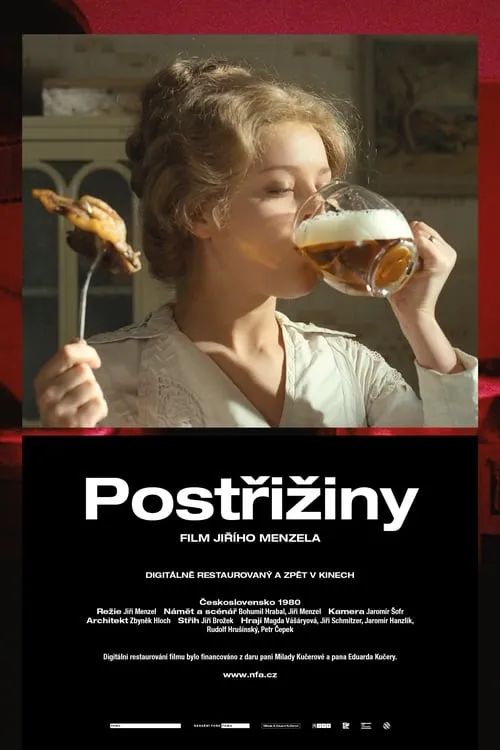 Postřižiny
FILM JIŘÍHO MENZELA
DIGITÁLNĚ RESTAUROVANÝ A ZPĚT V KINECH
Československo 1980
Režie Jiří Menzel Námět a scénář Bohumil Hrabal, Jiří Menzel Kamera Jaromír Šofr
Architekt Zbyněk Hloch Střih Jiří Brožek Hrají Magda Vášáryová, Jiří Schmitzer, Jaromír Hanzlík,
Rudolf Hrušínský, Petr Čepek
Digitální restaurování filmu bylo financováno z daru paní Milady Kučerové a pana Eduarda Kučery.
www.nfa.cz